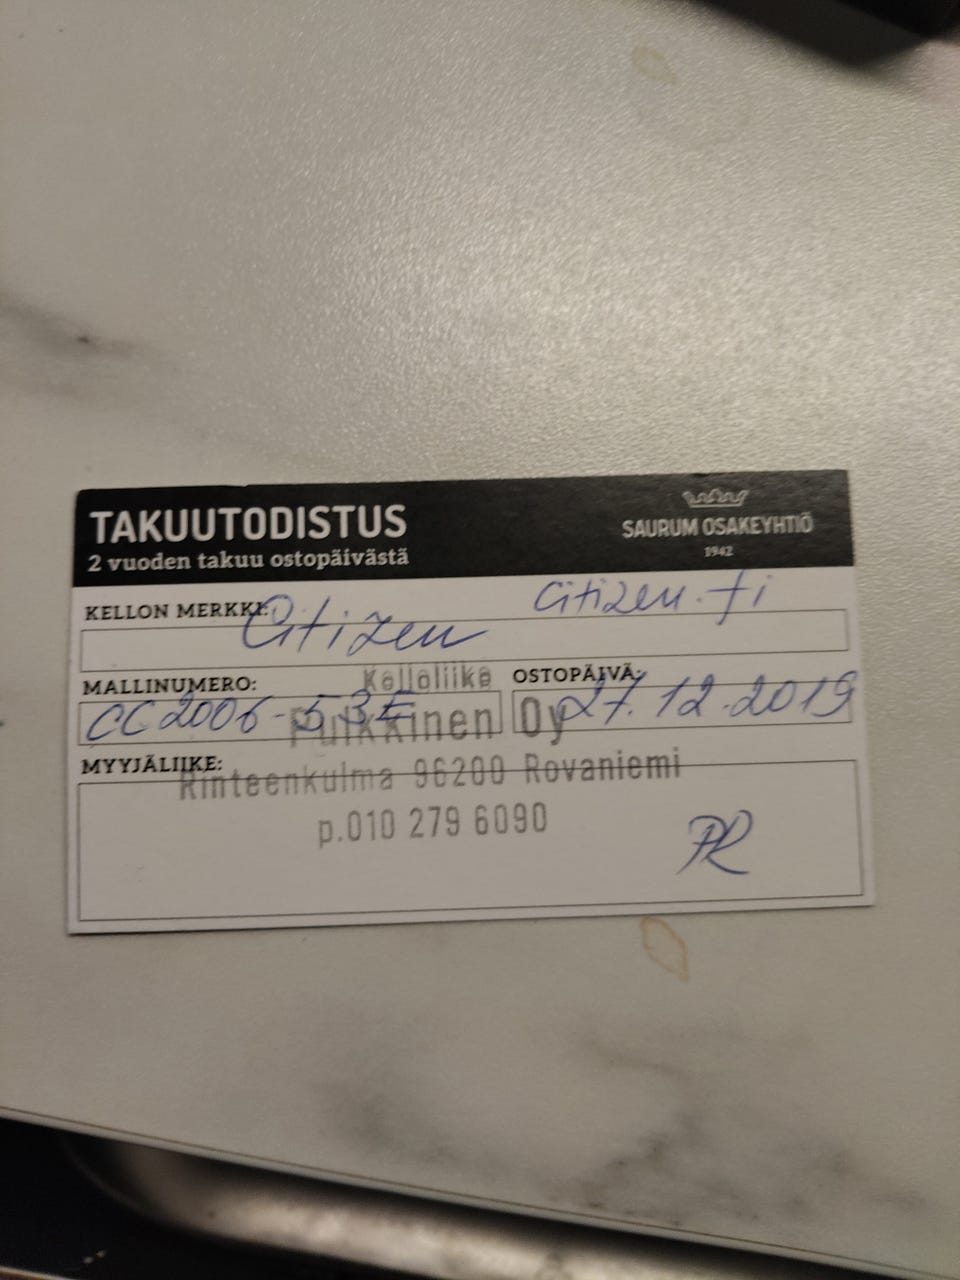 TAKUUTODISTUS
2 vuoden takuu ostopäivästä
SAURUM OSAKEYHTIÖ
1942
KELLON MERKKI:
Citizen
Citizen.fi
MALLINUMERO:
CC2006-53E
OSTOPÄIVÄ:
27.12.2019
MYYJÄLIIKE:
Kelloliike
Pulkkinen Oy
Rinteenkulma 96200 Rovaniemi
p.010 279 6090
PR